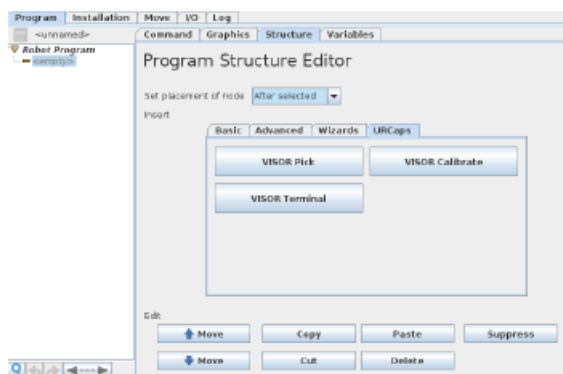 Program Installation Move I/O Log
<unnamed> Command Graphics Structure Variables
Robot Program
<empty>
Program Structure Editor
Set placement of node After selected
Insert
Basic Advanced Wizards URCaps
VISOR Pick VISOR Calibrate
VISOR Terminal
Edit
Move Copy Paste Suppress
Move Cut Delete